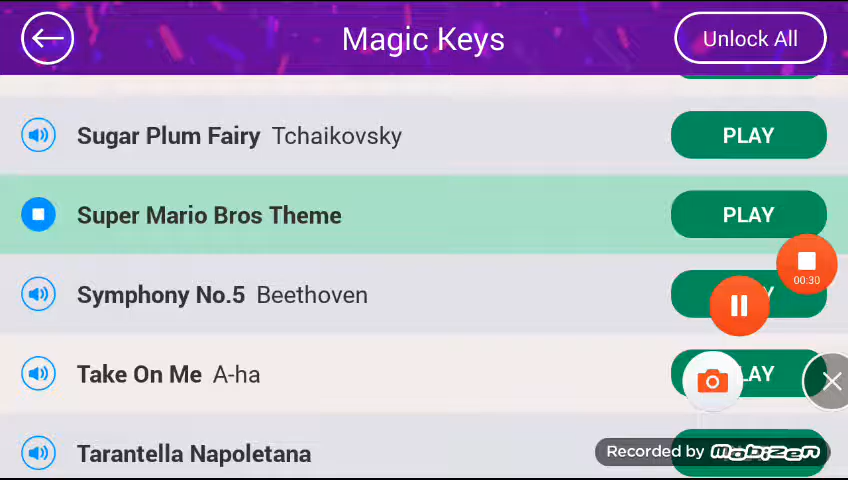 Magic Keys
Unlock All
Sugar Plum Fairy Tchaikovsky PLAY
Super Mario Bros Theme PLAY
00:30
Symphony No.5 Beethoven
Take On Me A-ha
Tarantella Napoletana
Recorded by MOBIZEN